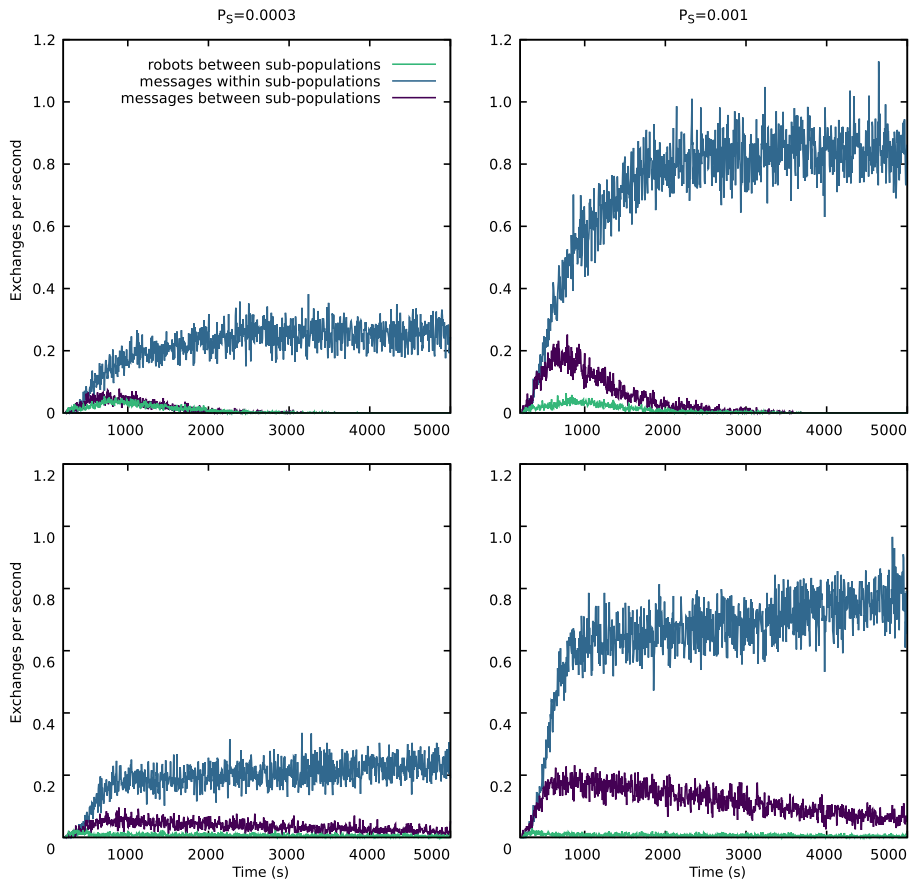 P_S=0.0003
P_S=0.001
1.2
1.0
0.8
0.6
0.4
0.2
0
Exchanges per second
robots between sub-populations
messages within sub-populations
messages between sub-populations
1000 2000 3000 4000 5000
1.2
1.0
0.8
0.6
0.4
0.2
0
1000 2000 3000 4000 5000
1.2
1.0
0.8
0.6
0.4
0.2
0
Exchanges per second
1000 2000 3000 4000 5000
Time (s)
1.2
1.0
0.8
0.6
0.4
0.2
0
1000 2000 3000 4000 5000
Time (s)